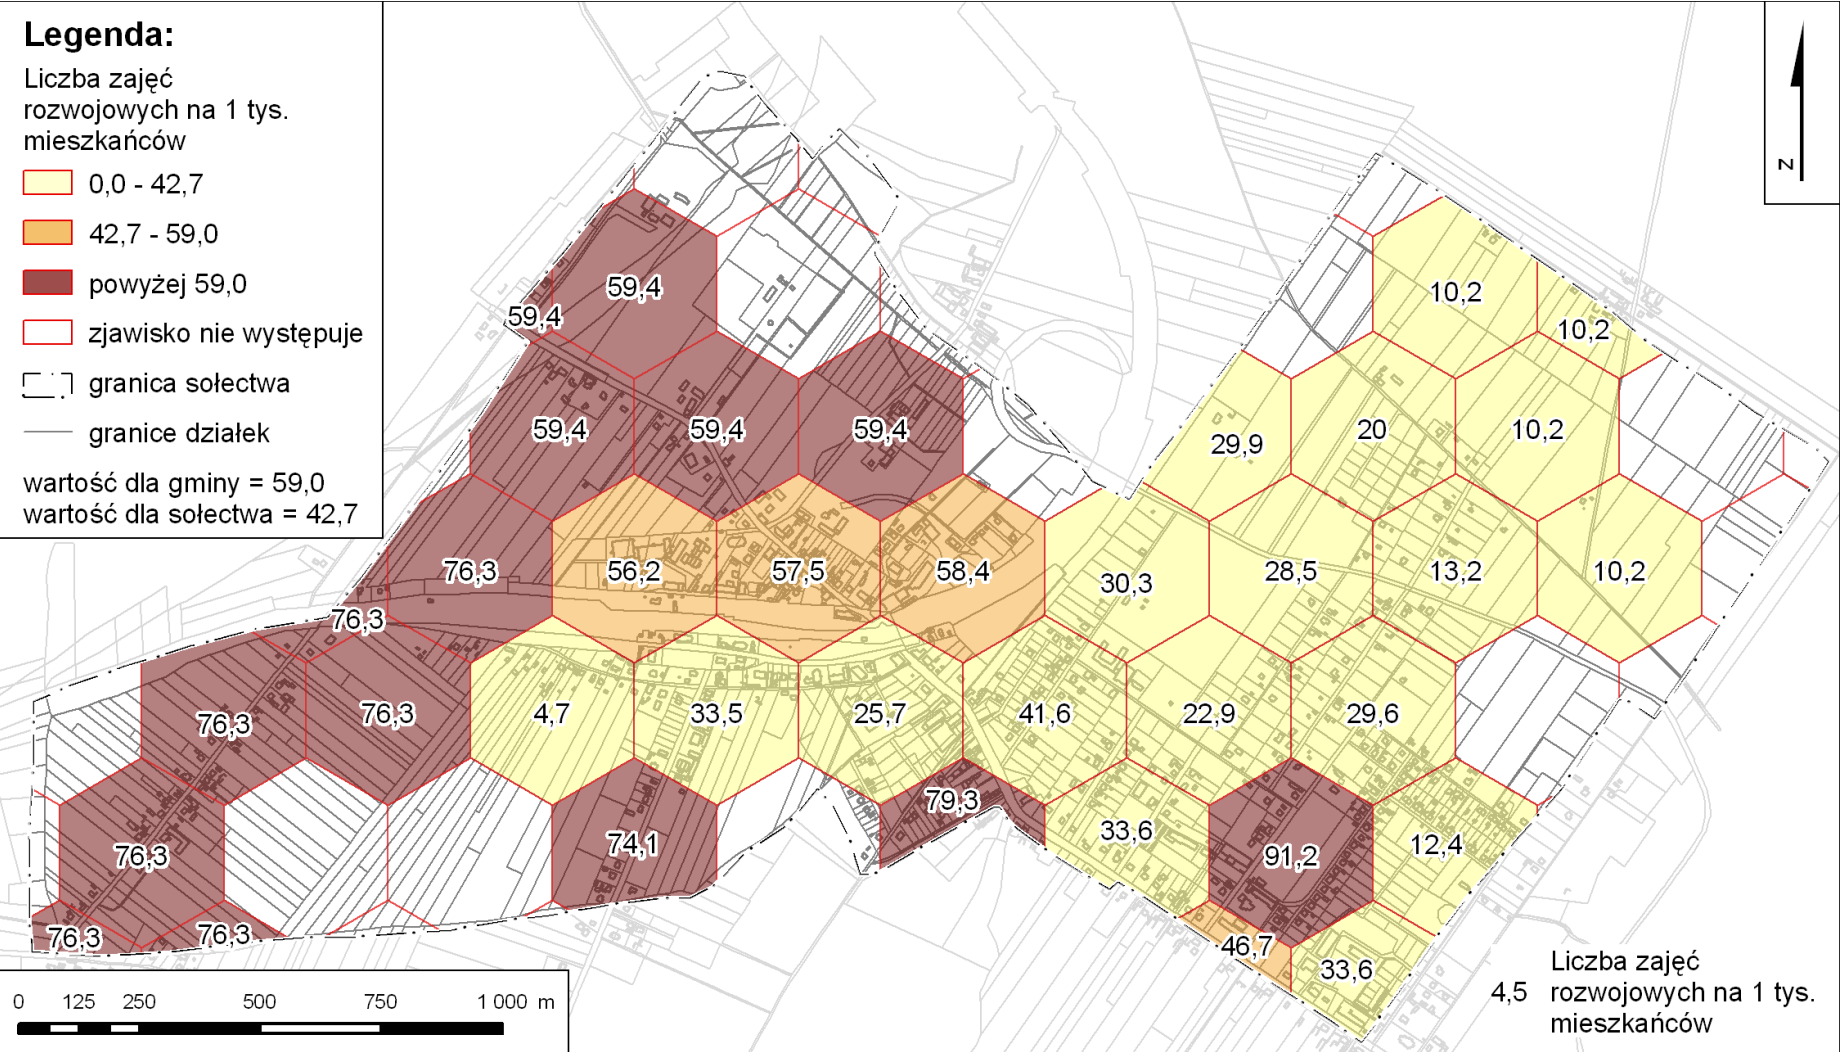 Legenda:
Liczba zajęć
rozwojowych na 1 tys.
mieszkańców
0,0 - 42,7
42,7 - 59,0
powyżej 59,0
zjawisko nie występuje
granica sołectwa
granice działek
wartość dla gminy = 59,0
wartość dla sołectwa = 42,7
N
59,4
59,4
10,2
10,2
59,4
59,4
59,4
29,9
20
10,2
76,3
56,2
57,5
58,4
30,3
28,5
13,2
10,2
76,3
76,3
76,3
4,7
33,5
25,7
41,6
22,9
29,6
76,3
74,1
79,3
33,6
91,2
12,4
76,3
76,3
46,7
33,6
0 125 250 500 750 1 000 m
Liczba zajęć
4,5 rozwojowych na 1 tys.
mieszkańców